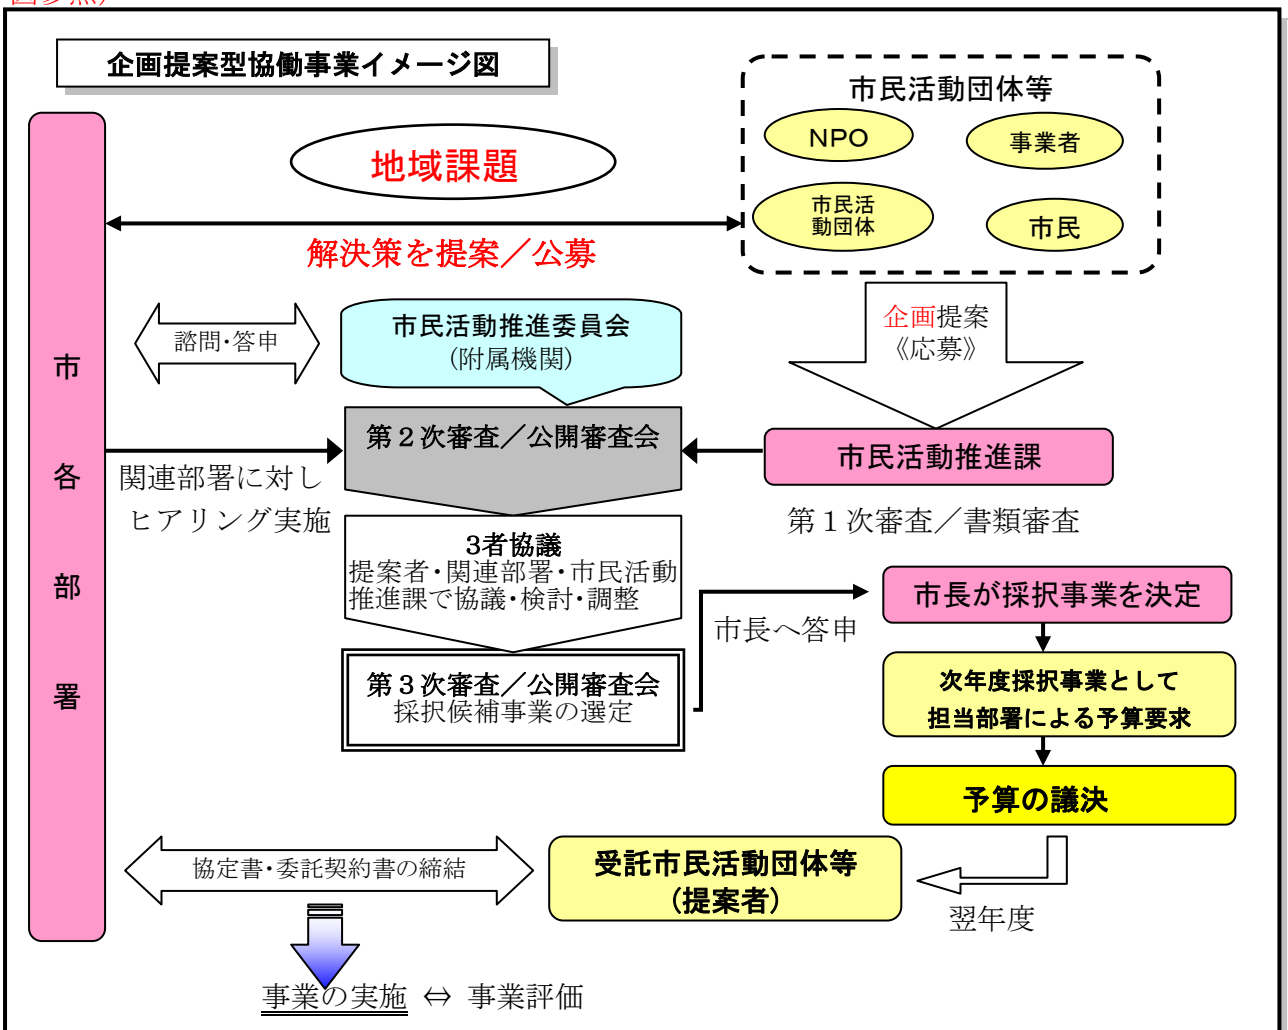 企画提案型協働事業イメージ図
市民活動団体等
NPO
事業者
市民活
動団体
市民
地域課題
解決策を提案／公募
企画提案
《応募》
諮問・答申
市民活動推進委員会
(附属機関)
市
各
部
署
第２次審査／公開審査会
市民活動推進課
関連部署に対し
ヒアリング実施
第１次審査／書類審査
3者協議
提案者・関連部署・市民活動
推進課で協議・検討・調整
市長が採択事業を決定
市長へ答申
第３次審査／公開審査会
採択候補事業の選定
次年度採択事業として
担当部署による予算要求
予算の議決
協定書・委託契約書の締結
受託市民活動団体等
(提案者)
翌年度
事業の実施 ⇔ 事業評価